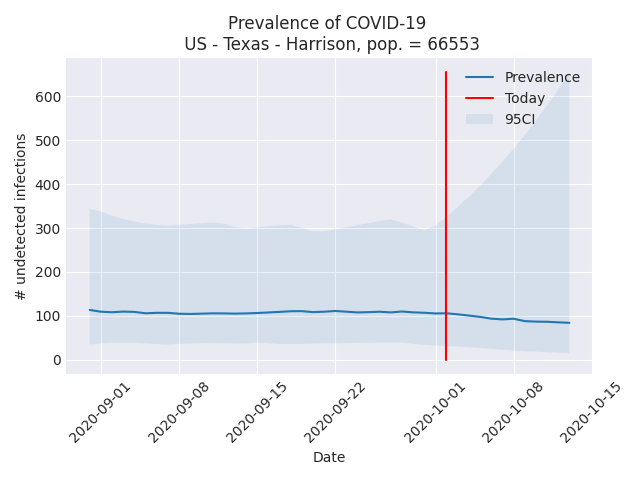 Prevalence of COVID-19
US - Texas - Harrison, pop. = 66553
Prevalence
Today
95CI
# undetected infections
600
500
400
300
200
100
0
2020-09-01
2020-09-08
2020-09-15
2020-09-22
2020-10-01
2020-10-08
2020-10-15
Date